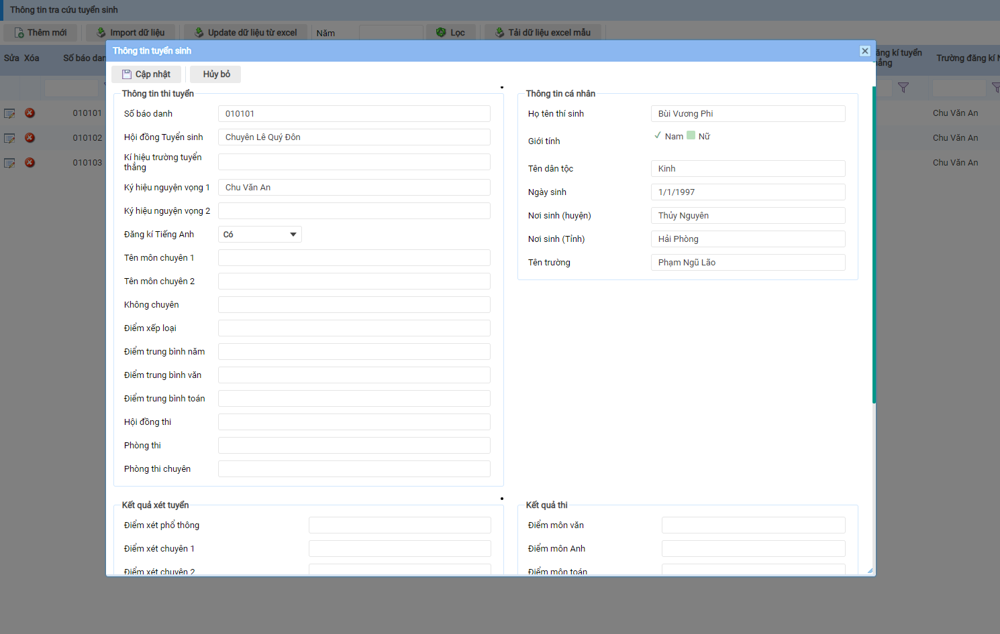 Thông tin tra cứu tuyển sinh
Thêm mới Import dữ liệu Update dữ liệu từ excel Năm Lọc Tải dữ liệu excel mẫu
Sửa Xóa Số báo
Trường đăng kí
tuyển
010101 Chu Văn An
010102 Chu Văn An
010103 Chu Văn An
Thông tin tuyển sinh
Cập nhật Hủy bỏ
Thông tin thi tuyển
Số báo danh 010101
Hội đồng Tuyển sinh Chuyên Lê Quý Đôn
Kí hiệu trường tuyển
thẳng
Ký hiệu nguyện vọng 1 Chu Văn An
Ký hiệu nguyện vọng 2
Đăng kí Tiếng Anh Có
Tên môn chuyên 1
Tên môn chuyên 2
Không chuyên
Điểm xếp loại
Điểm trung bình năm
Điểm trung bình văn
Điểm trung bình toán
Hội đồng thi
Phòng thi
Phòng thi chuyên
Thông tin cá nhân
Họ tên thí sinh Bùi Vương Phi
Giới tính Nam Nữ
Tên dân tộc Kinh
Ngày sinh 1/1/1997
Nơi sinh (huyện) Thủy Nguyên
Nơi sinh (Tỉnh) Hải Phòng
Tên trường Phạm Ngũ Lão
Kết quả xét tuyển
Điểm xét phổ thông
Điểm xét chuyên 1
Điểm xét chuyên 2
Kết quả thi
Điểm môn văn
Điểm môn Anh
Điểm môn toán